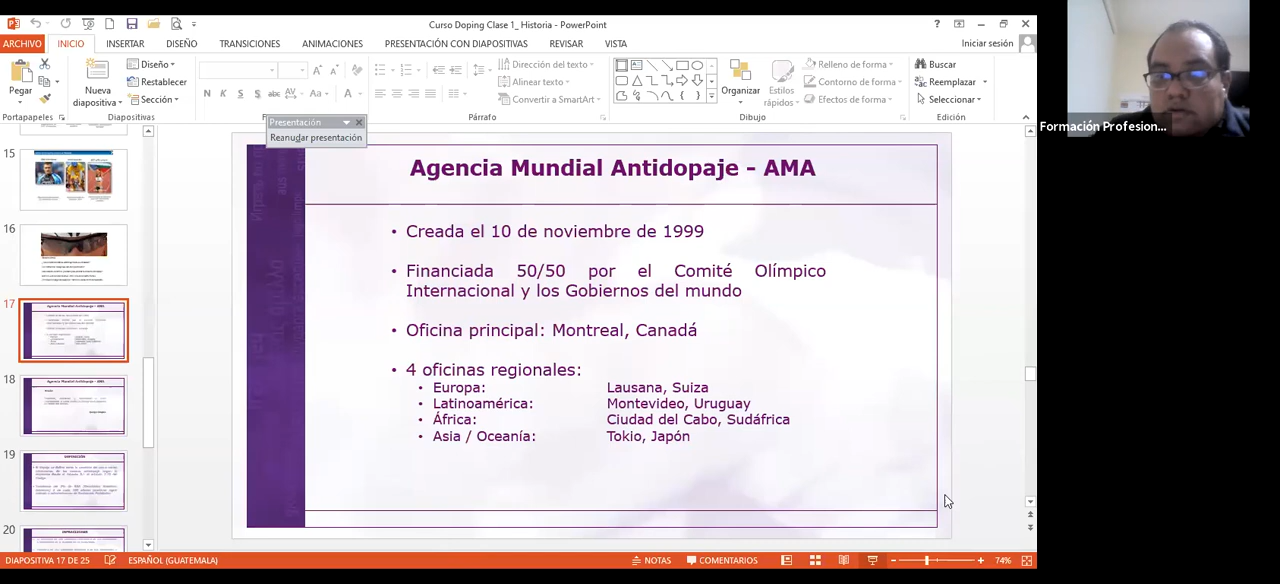 Curso Doping Clase 1_ Historia - PowerPoint
?
ARCHIVO INICIO INSERTAR DISEÑO TRANSICIONES ANIMACIONES PRESENTACIÓN CON DIAPOSITIVAS REVISAR VISTA Iniciar sesión
Pegar
Nueva
diapositiva
Diseño
Restablecer
Sección
N K S S abc AV Aa A
Dirección del texto
Alinear texto
Convertir a SmartArt
Organizar
Estilos
rápidos
Relleno de forma
Contorno de forma
Efectos de forma
Buscar
Reemplazar
Seleccionar
Portapapeles Diapositivas F Párrafo Dibujo Edición
Presentación
Reanudar presentación
Formación Profesion...
15
16
17
18
19
20
Agencia Mundial Antidopaje - AMA
• Creada el 10 de noviembre de 1999
• Financiada 50/50 por el Comité Olímpico
Internacional y los Gobiernos del mundo
• Oficina principal: Montreal, Canadá
• 4 oficinas regionales:
• Europa: Lausana, Suiza
• Latinoamérica: Montevideo, Uruguay
• África: Ciudad del Cabo, Sudáfrica
• Asia / Oceanía: Tokio, Japón
DIAPOSITIVA 17 DE 25 ESPAÑOL (GUATEMALA) NOTAS COMENTARIOS 74%